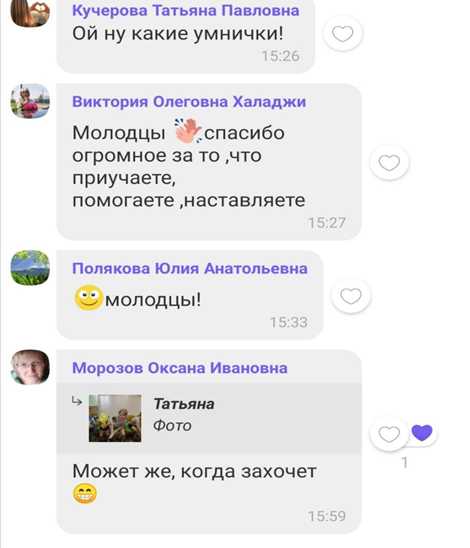 Кучерова Татьяна Павловна
Ой ну какие умнички!
15:26
Виктория Олеговна Халаджи
Молодцы 👏спасибо
огромное за то ,что
приучаете,
помогаете ,наставляете
15:27
Полякова Юлия Анатольевна
🙂молодцы!
15:33
Морозов Оксана Ивановна
Татьяна
Фото
1
Может же, когда захочет
😁
15:59